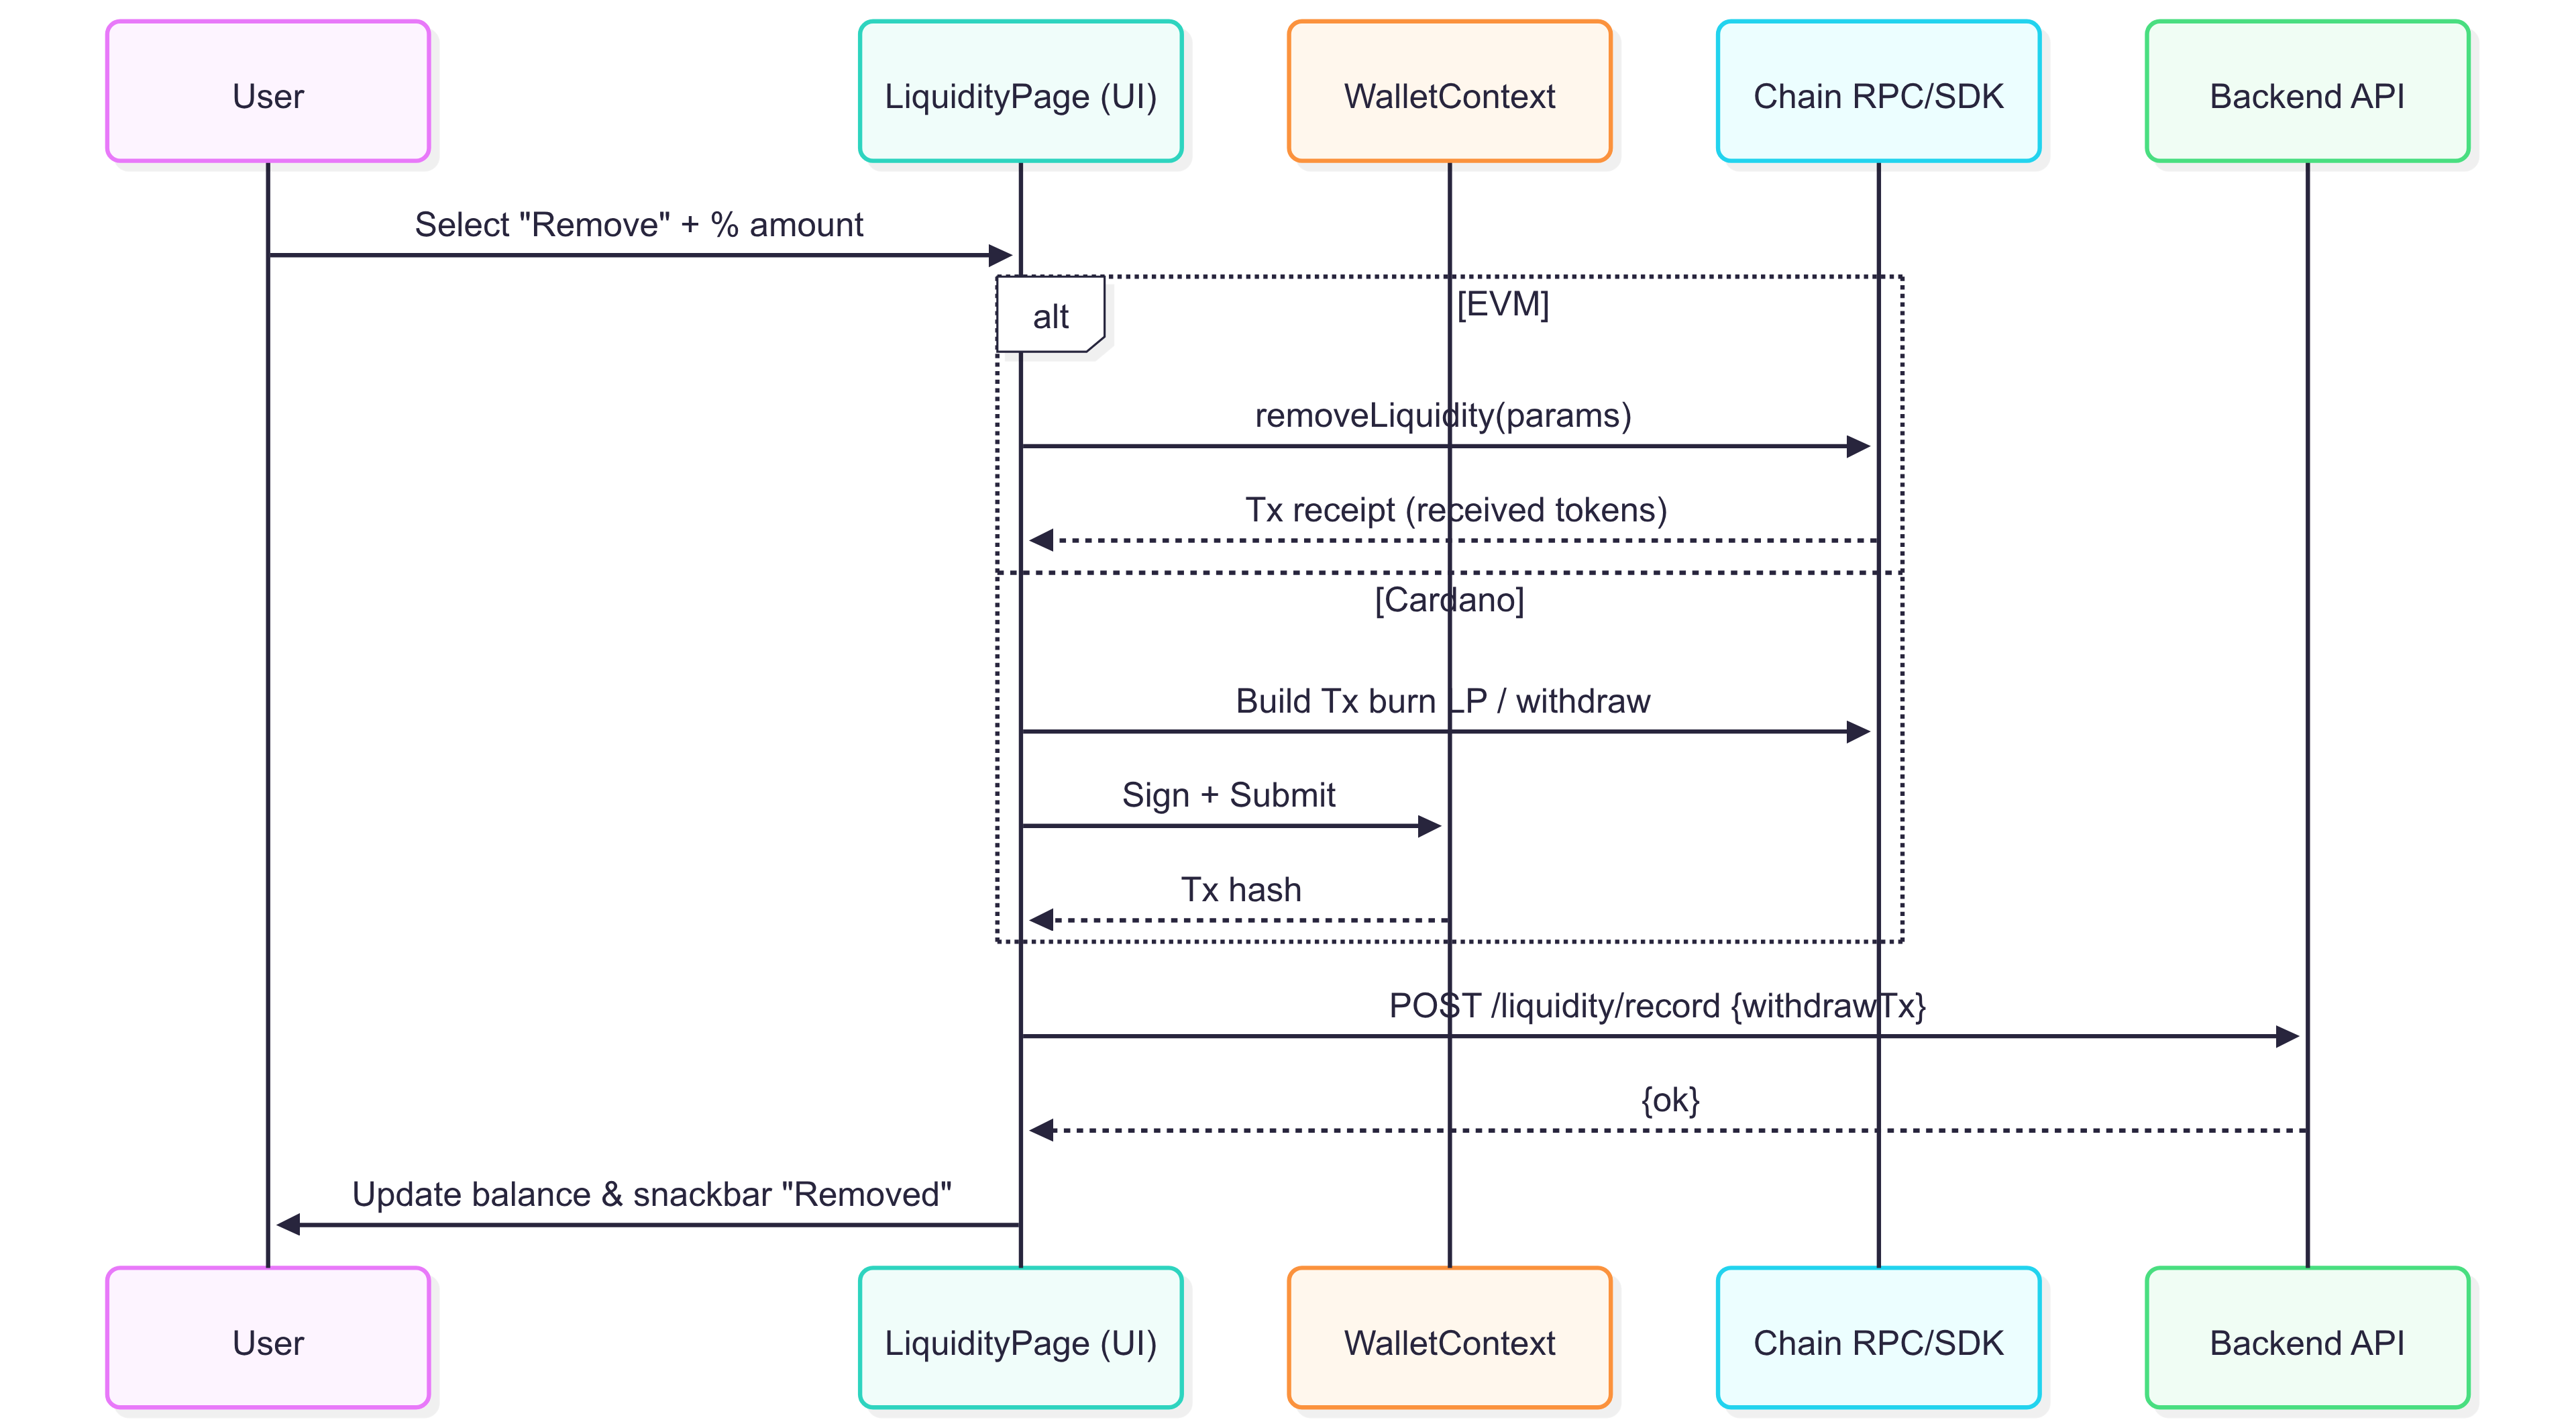 User
LiquidityPage (UI)
WalletContext
Chain RPC/SDK
Backend API
Select "Remove" + % amount
alt
[EVM]
removeLiquidity(params)
Tx receipt (received tokens)
[Cardano]
Build Tx burn LP / withdraw
Sign + Submit
Tx hash
POST /liquidity/record {withdrawTx}
{ok}
Update balance & snackbar "Removed"
User
LiquidityPage (UI)
WalletContext
Chain RPC/SDK
Backend API